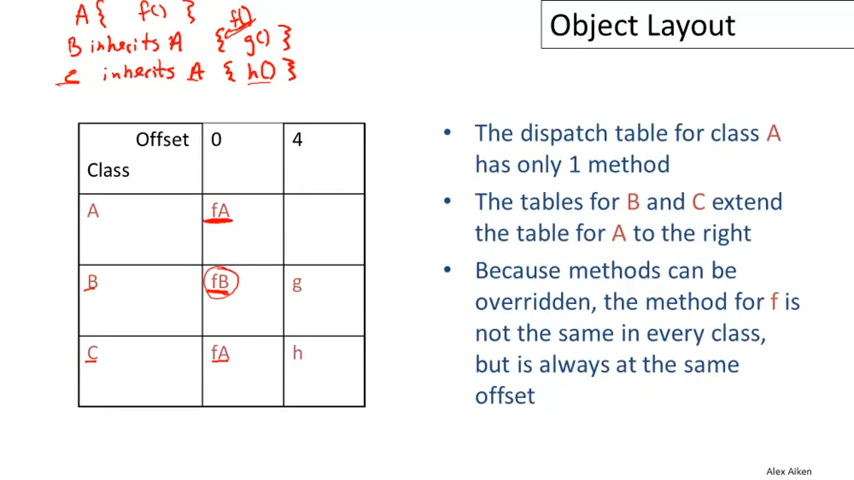 A { f() }
Object Layout
f()
B inherits A { g() }
C inherits A { h() }
Offset 0 4
Class
A fA
B fB g
C fA h
• The dispatch table for class A
has only 1 method
• The tables for B and C extend
the table for A to the right
• Because methods can be
overridden, the method for f is
not the same in every class,
but is always at the same
offset
Alex Aiken